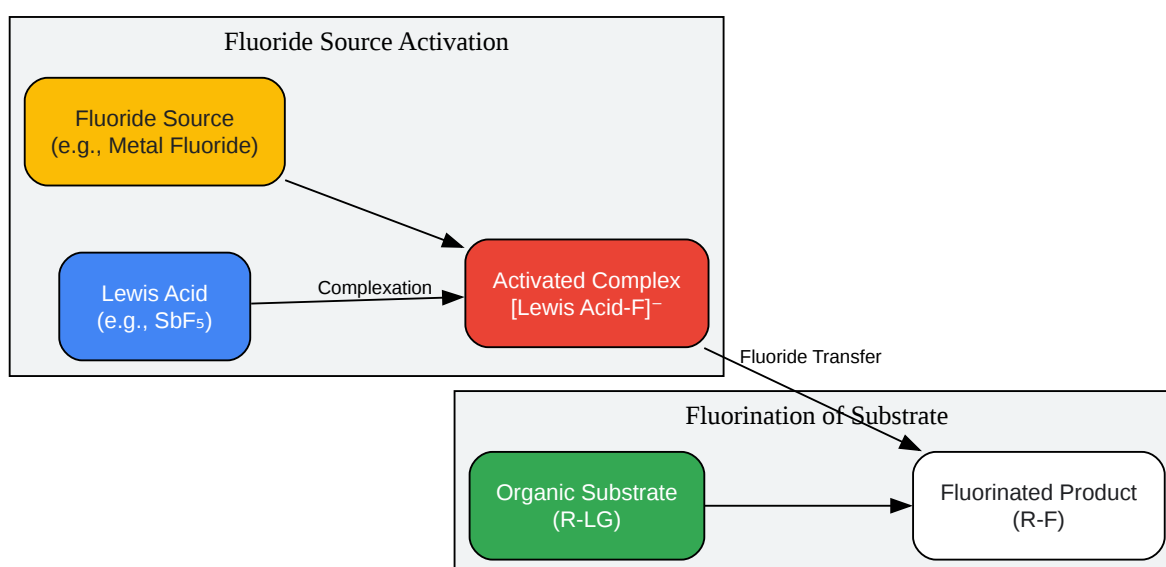 Fluoride Source Activation
Fluoride Source
(e.g., Metal Fluoride)
Lewis Acid
(e.g., SbF₅)
Complexation
Activated Complex
[Lewis Acid-F]⁻
Fluoride Transfer
Fluorination of Substrate
Organic Substrate
(R-LG)
Fluorinated Product
(R-F)